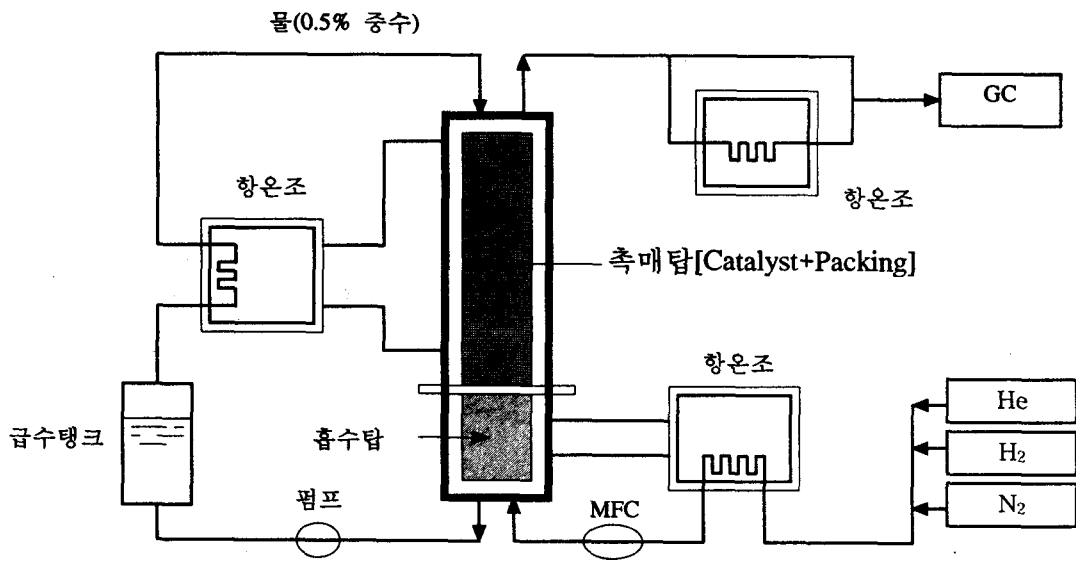 물(0.5% 중수)
GC
항온조
항온조
촉매탑[Catalyst+Packing]
항온조
He
급수탱크
흡수탑
H₂
펌프
MFC
N₂